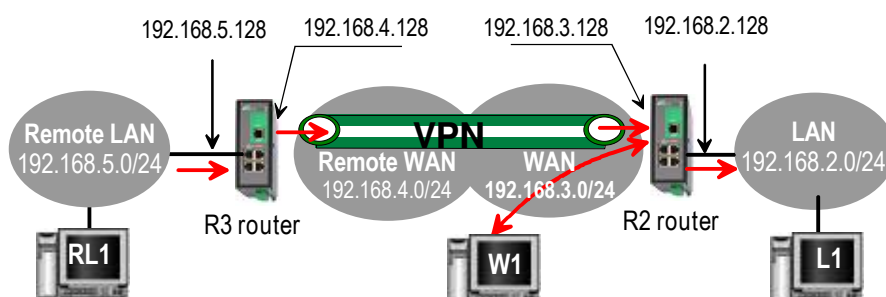 192.168.5.128
192.168.4.128
192.168.3.128
192.168.2.128
Remote LAN
192.168.5.0/24
VPN
Remote WAN
192.168.4.0/24
WAN
192.168.3.0/24
LAN
192.168.2.0/24
R3 router
R2 router
RL1
W1
L1